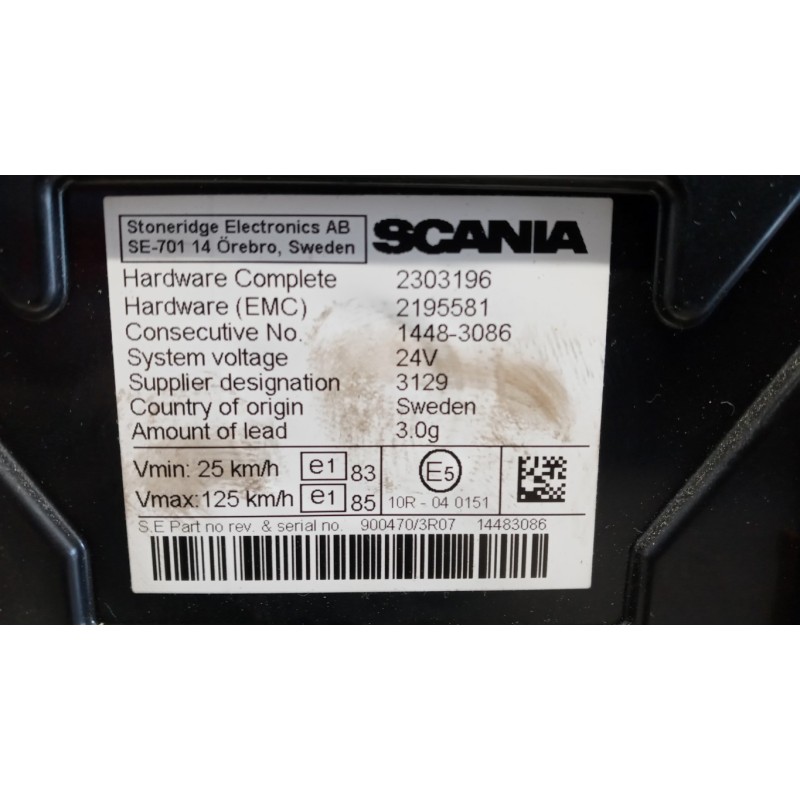 Stoneridge Electronics AB
SE-701 14 Örebro, Sweden
SCANIA
Hardware Complete 2303196
Hardware (EMC) 2195581
Consecutive No. 1448-3086
System voltage 24V
Supplier designation 3129
Country of origin Sweden
Amount of lead 3.0g
Vmin: 25 km/h e1 83
Vmax: 125 km/h e1 85
E5
10R - 04 0151
S.E Part no rev. & serial no. 900470/3R07 14483086